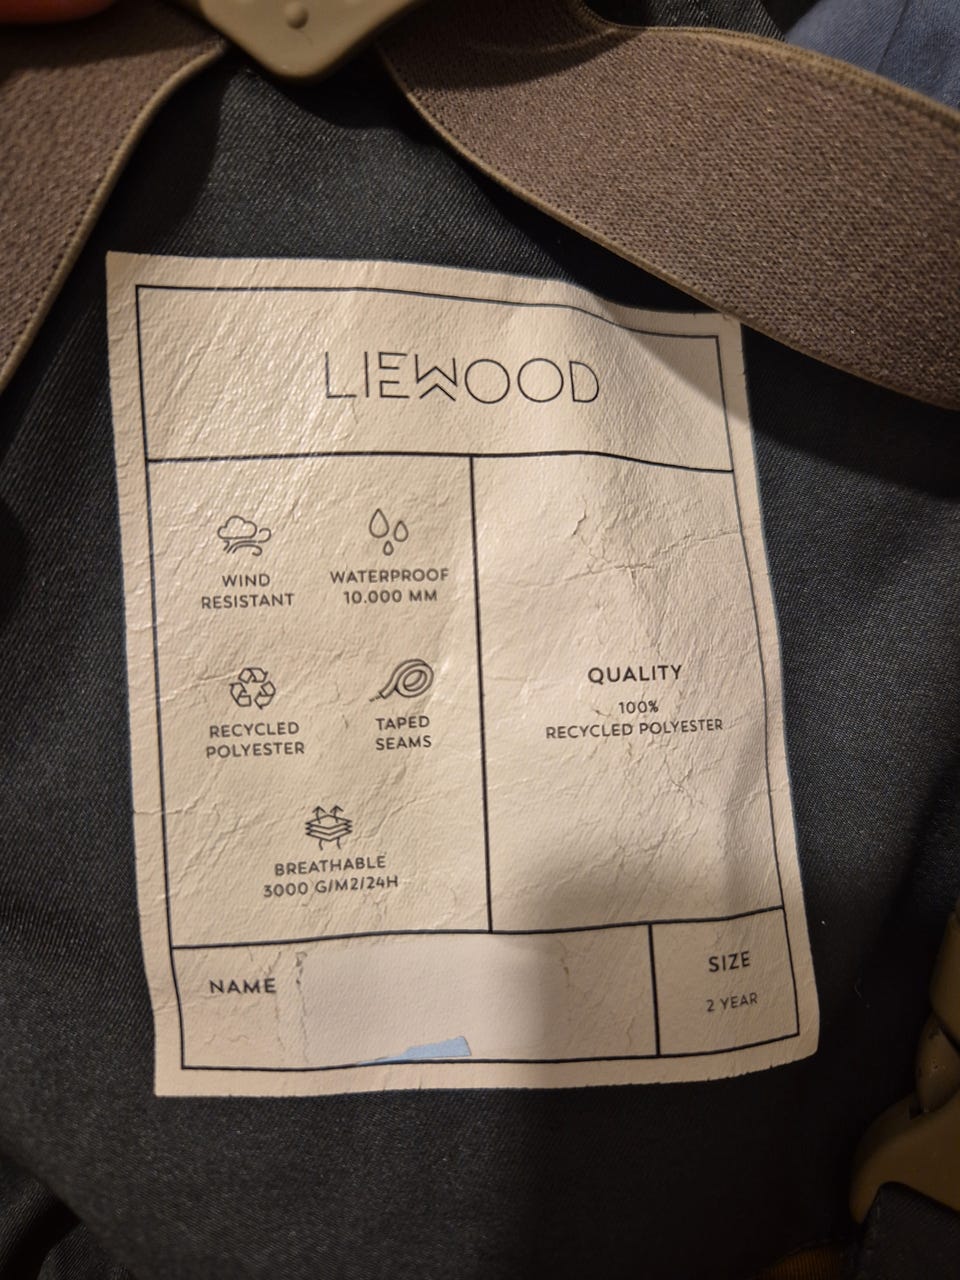 LIEWOOD
WIND
RESISTANT
WATERPROOF
10.000 MM
RECYCLED
POLYESTER
TAPED
SEAMS
BREATHABLE
3000 G/M2/24H
QUALITY
100%
RECYCLED POLYESTER
NAME
SIZE
2 YEAR